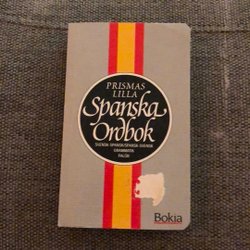 PRISMAS
LILLA
Spanska
Ordbok
SVENSK-SPANSK/SPANSK-SVENSK
GRAMMATIK
PARLÖR
Bokia